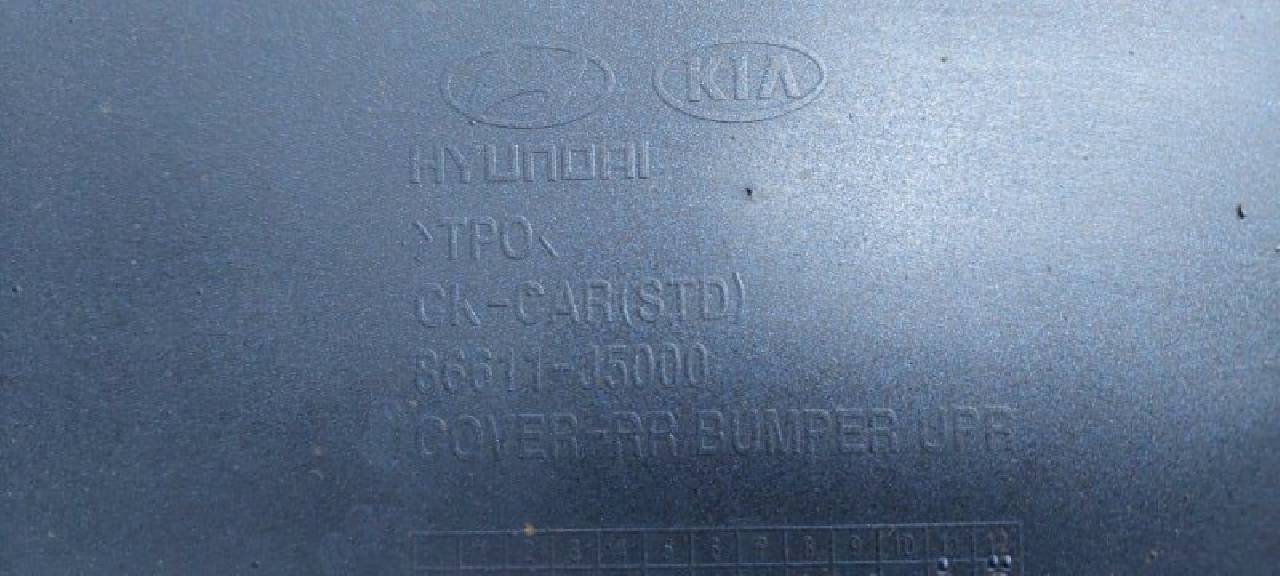 KIA
HYUNDAI
>TPO<
CK-CAR(STD)
86611-J5000
COVER-RR BUMPER UPR
1 2 3 4 5 6 7 8 9 10 11 12